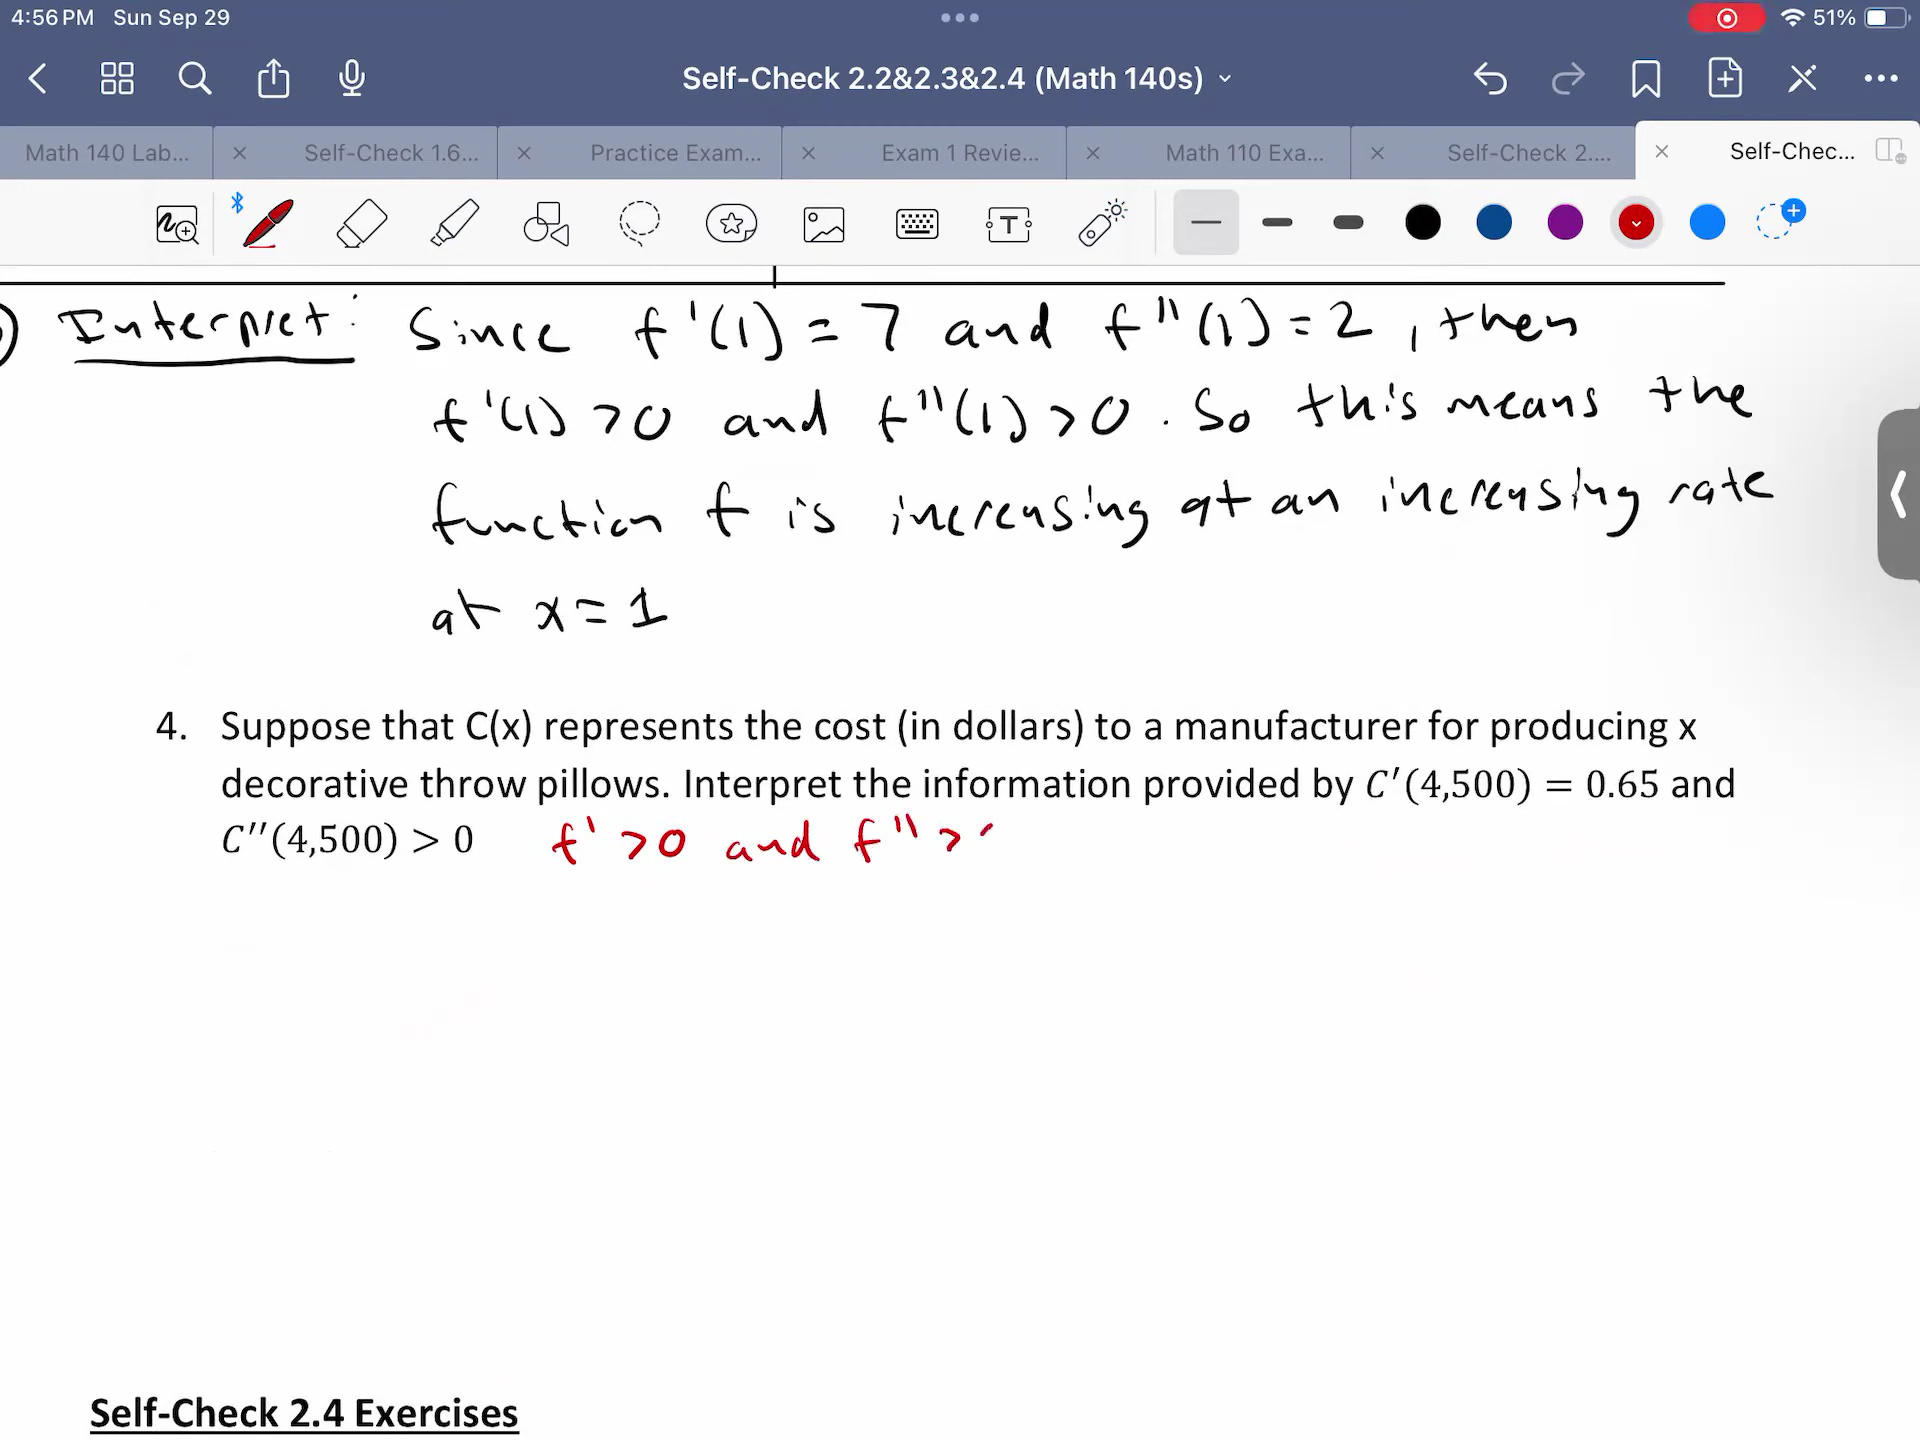 4:56 PM Sun Sep 29
51%
Self-Check 2.2&2.3&2.4 (Math 140s)
Math 140 Lab... Self-Check 1.6... Practice Exam... Exam 1 Revie... Math 110 Exa... Self-Check 2.... Self-Chec...
Interpret: Since f'(1) = 7 and f''(1) = 2, then
f'(1) > 0 and f''(1) > 0. So this means the
function f is increasing at an increasing rate
at x = 1
4. Suppose that C(x) represents the cost (in dollars) to a manufacturer for producing x
decorative throw pillows. Interpret the information provided by C′(4,500) = 0.65 and
C′′(4,500) > 0 f' > 0 and f'' >
Self-Check 2.4 Exercises